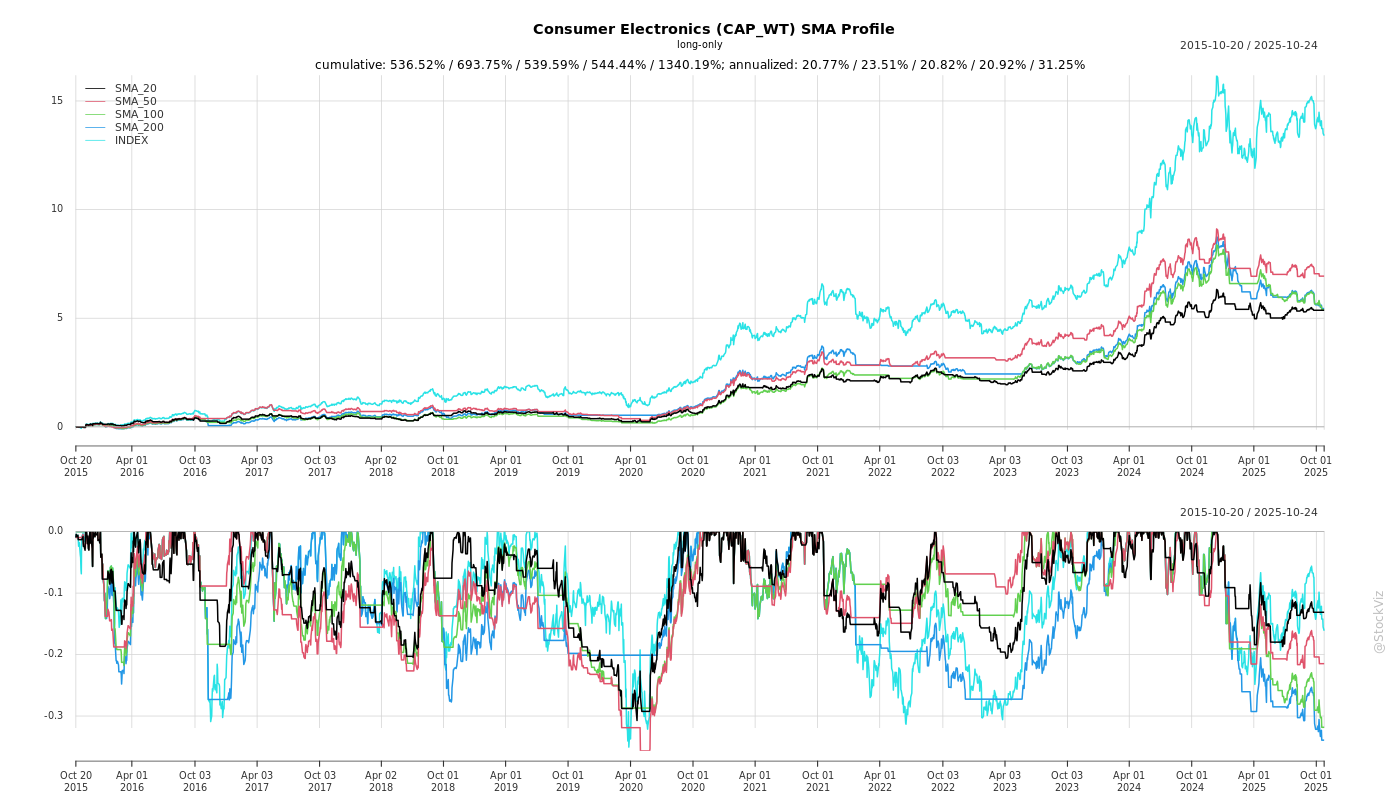 Consumer Electronics (CAP_WT) SMA Profile
long-only
2015-10-20 / 2025-10-24
cumulative: 536.52% / 693.75% / 539.59% / 544.44% / 1340.19%; annualized: 20.77% / 23.51% / 20.82% / 20.92% / 31.25%
SMA_20
SMA_50
SMA_100
SMA_200
INDEX
15
10
5
0
Oct 20 Apr 01 Oct 03 Apr 03 Oct 03 Apr 02 Oct 01 Apr 01 Oct 01 Apr 01 Oct 01 Apr 01 Oct 01 Apr 01 Oct 03 Apr 03 Oct 03 Apr 01 Oct 01 Apr 01 Oct 01
2015 2016 2016 2017 2017 2018 2018 2019 2019 2020 2020 2021 2021 2022 2022 2023 2023 2024 2024 2025 2025
2015-10-20 / 2025-10-24
0.0
-0.1
-0.2
-0.3
Oct 20 Apr 01 Oct 03 Apr 03 Oct 03 Apr 02 Oct 01 Apr 01 Oct 01 Apr 01 Oct 01 Apr 01 Oct 01 Apr 01 Oct 03 Apr 03 Oct 03 Apr 01 Oct 01 Apr 01 Oct 01
2015 2016 2016 2017 2017 2018 2018 2019 2019 2020 2020 2021 2021 2022 2022 2023 2023 2024 2024 2025 2025
@StockViz